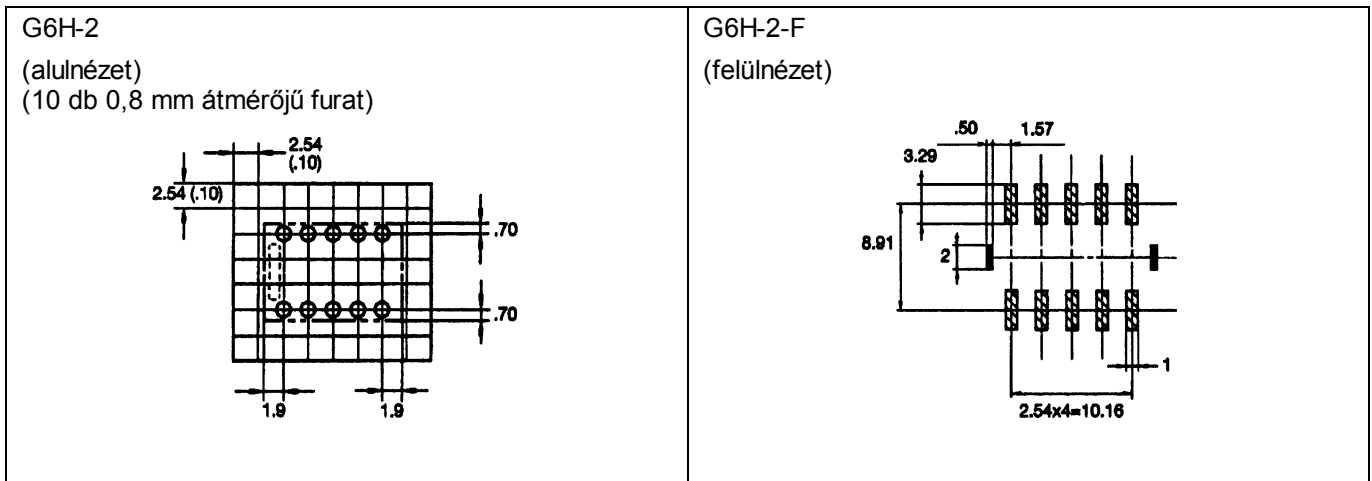 G6H-2
(alulnézet)
(10 db 0,8 mm átmérőjű furat)
2.54
(.10)
2.54 (.10)
.70
.70
1.9
1.9
G6H-2-F
(felülnézet)
.50
1.57
3.29
8.91
2
1
2.54x4=10.16